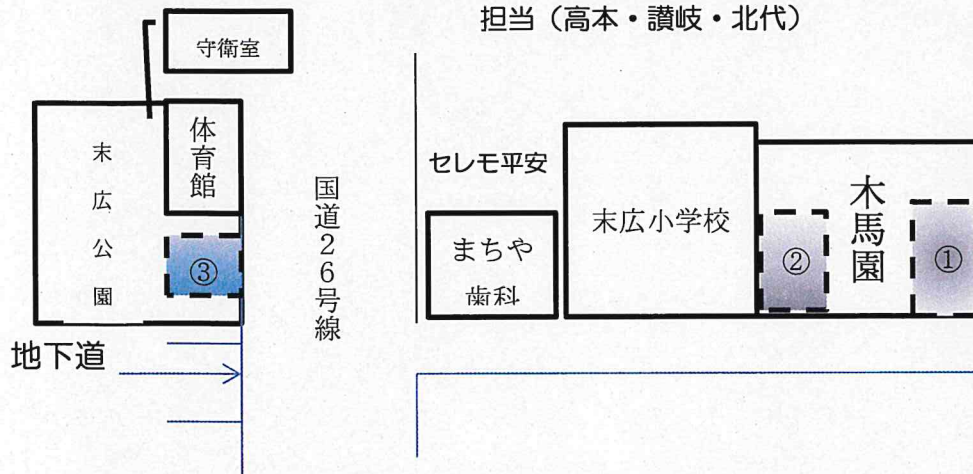 担当（高本・讃岐・北代）
守衛室
体育館
末広公園
③
国道26号線
セレモ平安
まちや
歯科
末広小学校
②
木馬園
①
地下道